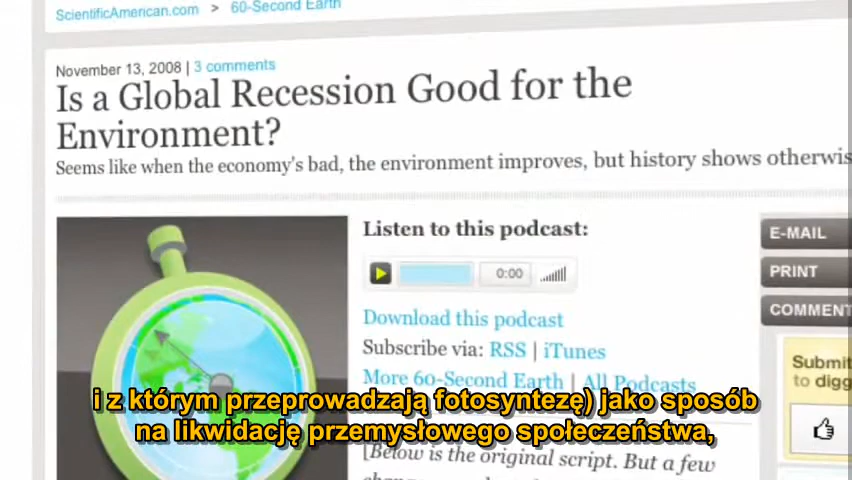 ScientificAmerican.com > 60-Second Earth
November 13, 2008 | 3 comments
Is a Global Recession Good for the
Environment?
Seems like when the economy's bad, the environment improves, but history shows otherwis
Listen to this podcast:
0:00
Download this podcast
Subscribe via: RSS | iTunes
More 60-Second Earth | All Podcasts
[Below is the original script. But a few
E-MAIL
PRINT
COMMENT
Submit
to digg
i z którym przeprowadzają fotosyntezę) jako sposób
na likwidację przemysłowego społeczeństwa,